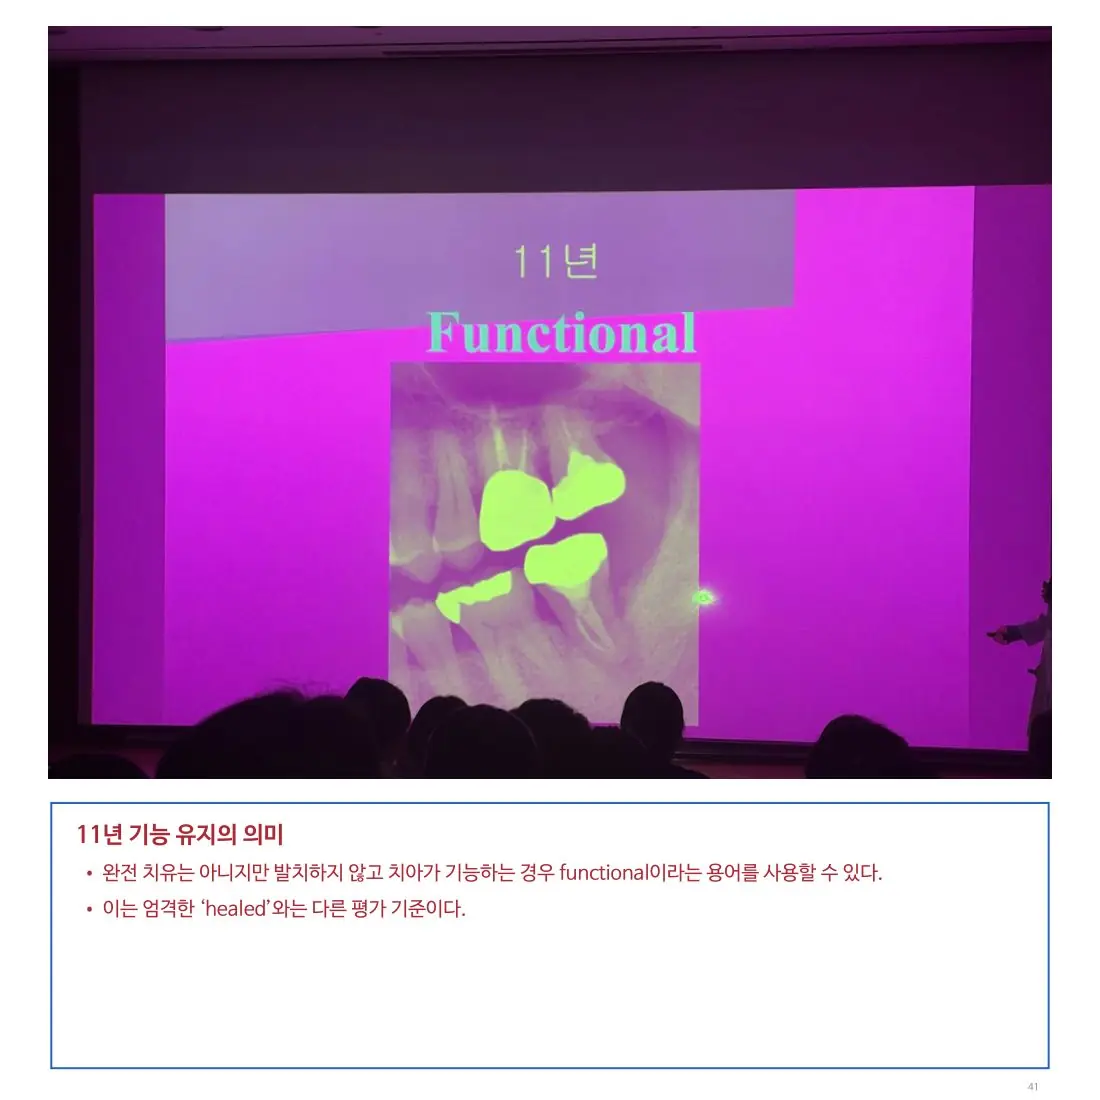 11년
Functional
11년 기능 유지의 의미
• 완전 치유는 아니지만 발치하지 않고 치아가 기능하는 경우 functional이라는 용어를 사용할 수 있다.
• 이는 엄격한 ‘healed’와는 다른 평가 기준이다.
41